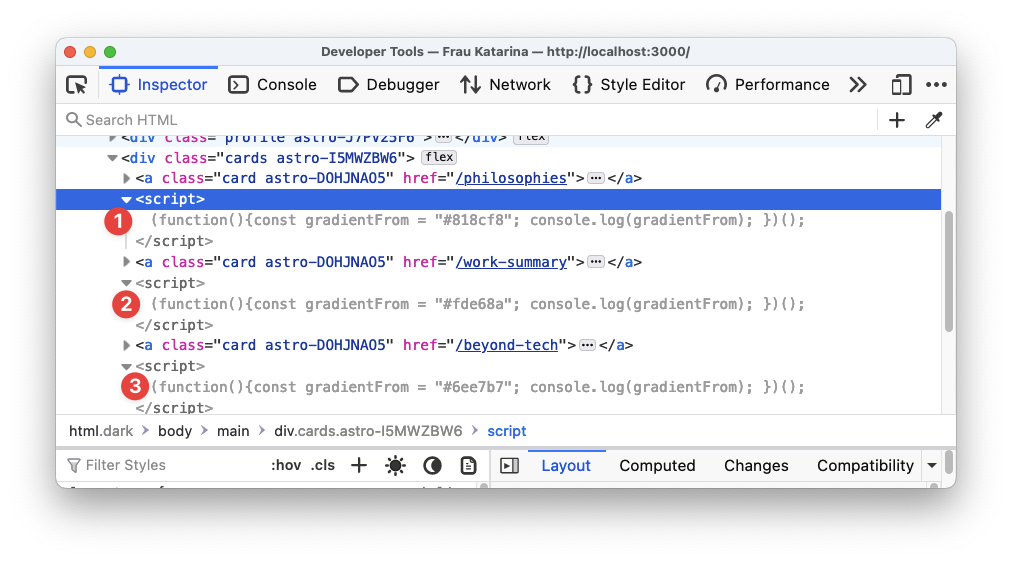 Developer Tools — Frau Katarina — http://localhost:3000/
Inspector Console Debugger Network Style Editor Performance
Search HTML
<div class="profile astro-J7PV25F6"></div> flex
<div class="cards astro-I5MWZBW6"> flex
<a class="card astro-DOHJNAO5" href="/philosophies"></a>
<script>
1 (function(){const gradientFrom = "#818cf8"; console.log(gradientFrom); })();
</script>
<a class="card astro-DOHJNAO5" href="/work-summary"></a>
<script>
2 (function(){const gradientFrom = "#fde68a"; console.log(gradientFrom); })();
</script>
<a class="card astro-DOHJNAO5" href="/beyond-tech"></a>
<script>
3 (function(){const gradientFrom = "#6ee7b7"; console.log(gradientFrom); })();
</script>
html.dark > body > main > div.cards.astro-I5MWZBW6 > script
Filter Styles :hov .cls + Layout Computed Changes Compatibility